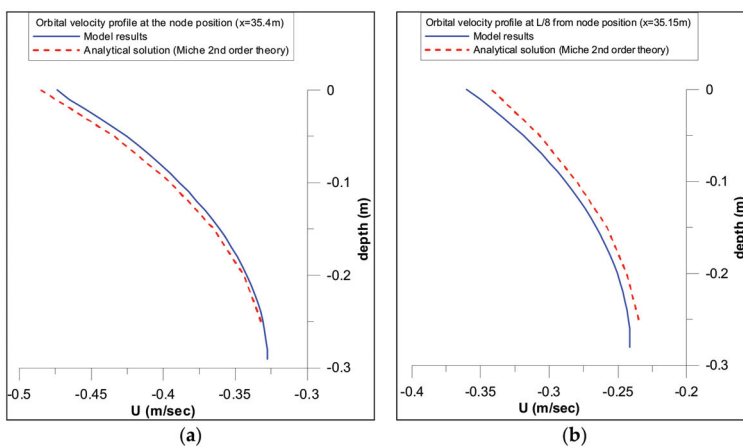 Orbital velocity profile at the node position (x=35.4m)
Model results
Analytical solution (Miche 2nd order theory)
0
-0.1
-0.2
-0.3
depth (m)
-0.5
-0.45
-0.4
-0.35
-0.3
U (m/sec)
(a)
Orbital velocity profile at L/8 from node position (x=35.15m)
Model results
Analytical solution (Miche 2nd order theory)
0
-0.1
-0.2
-0.3
depth (m)
-0.4
-0.35
-0.3
-0.25
-0.2
U (m/sec)
(b)